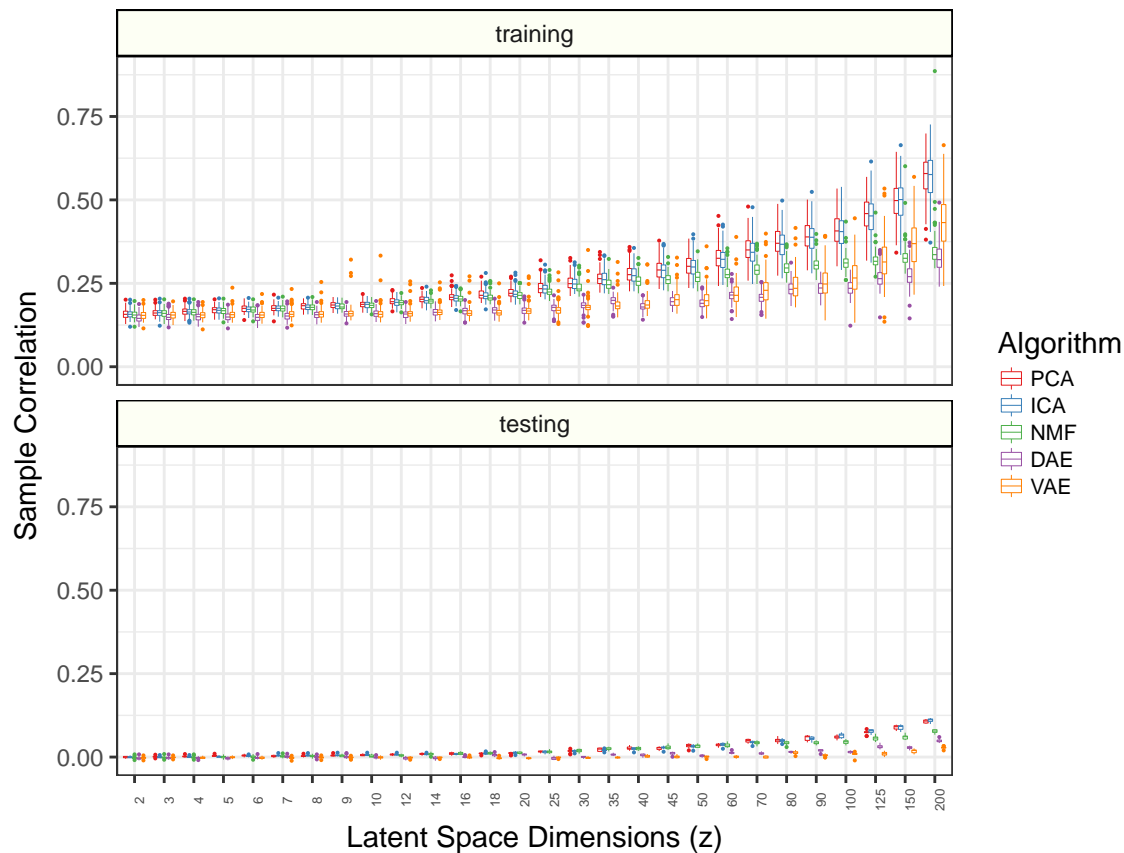 training
0.75
0.50
0.25
0.00
testing
0.75
0.50
0.25
0.00
Sample Correlation
2 3 4 5 6 7 8 9 10 12 14 16 18 20 25 30 35 40 45 50 60 70 80 90 100 125 150 200
Latent Space Dimensions (z)
Algorithm
PCA
ICA
NMF
DAE
VAE